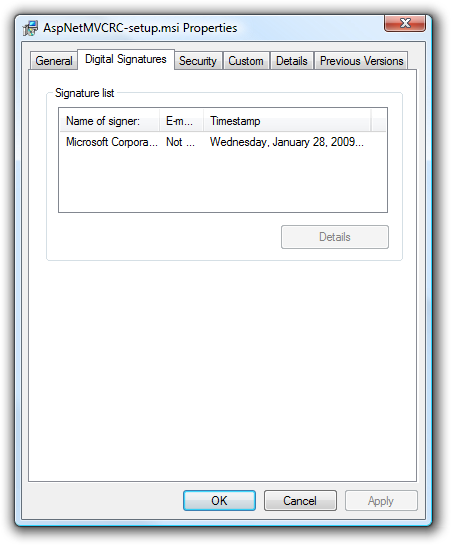 AspNetMVCRC-setup.msi Properties
General Digital Signatures Security Custom Details Previous Versions
Signature list
Name of signer: E-m... Timestamp
Microsoft Corpora... Not ... Wednesday, January 28, 2009...
Details
OK Cancel Apply